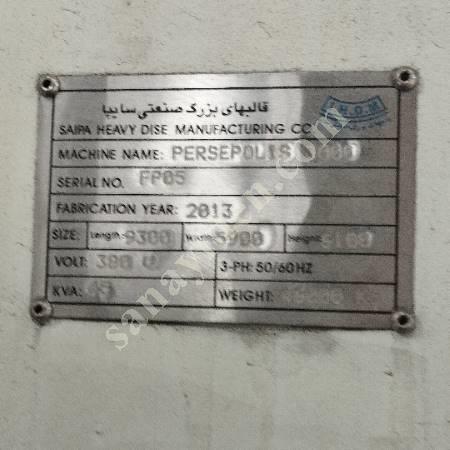 قالبهای بزرگ صنعتی سایپا
SAIPA HEAVY DISE MANUFACTURING CO
MACHINE NAME: PERSEPOLIS
SERIAL NO. FP05
FABRICATION YEAR: 2013
SIZE: Length: 9300 Width: 5900 Height:
VOLT: 380 V 3-PH: 50/60HZ
KVA: WEIGHT: